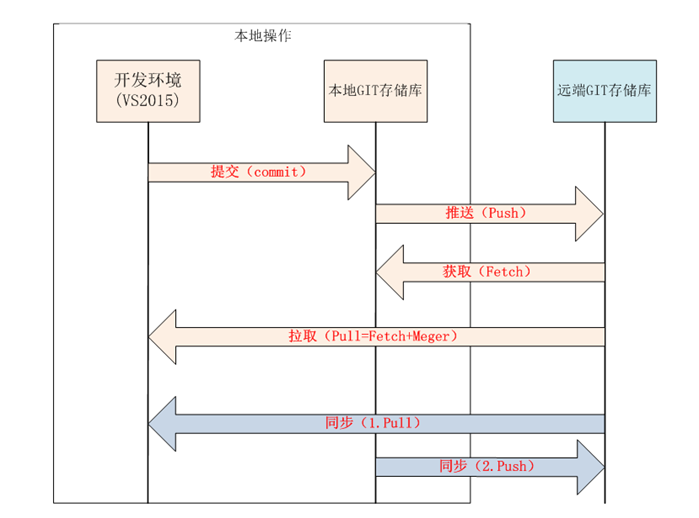 本地操作
开发环境
(VS2015)
本地GIT存储库
远端GIT存储库
提交（commit）
推送（Push）
获取（Fetch）
拉取（Pull=Fetch+Meger）
同步（1.Pull）
同步（2.Push）